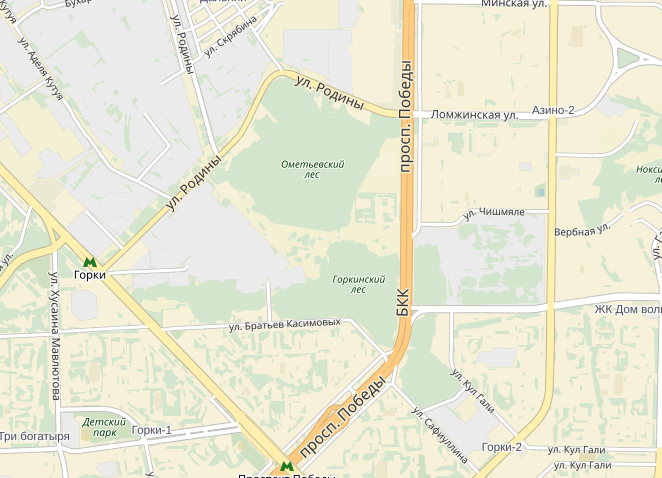 Минская ул.
ул. Скрябина
ул. Родины
ул. Аделя Кутуя
Кутуя
ул. Родины
просп. Победы
Ломжинская ул.
Азино-2
Ометьевский
лес
ул. Родины
ул. Чишмяле
Вербная ул.
Горки
Горкинский
лес
БКК
ЖК Дом
ул. Хусаина Мавлютова
ул. Братьев Касимовых
просп. Победы
ул. Кул Гали
ул. Сафиуллина
Детский
парк
Горки-1
Три богатыря
Горки-2
ул. Кул Гали
ул. Кул Гали
Проспект Победы